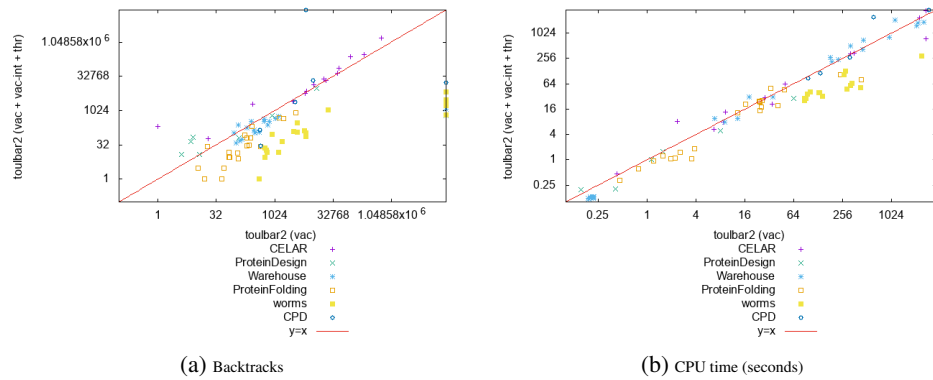 toolbar2 (vac + vac-int + thr)
1.04858x10^6
32768
1024
32
1
1 32 1024 32768 1.04858x10^6
toulbar2 (vac)
CELAR
ProteinDesign
Warehouse
ProteinFolding
worms
CPD
y=x
(a) Backtracks
toulbar2 (vac + vac-int + thr)
1024
256
64
16
4
1
0.25
0.25 1 4 16 64 256 1024
toulbar2 (vac)
CELAR
ProteinDesign
Warehouse
ProteinFolding
worms
CPD
y=x
(b) CPU time (seconds)